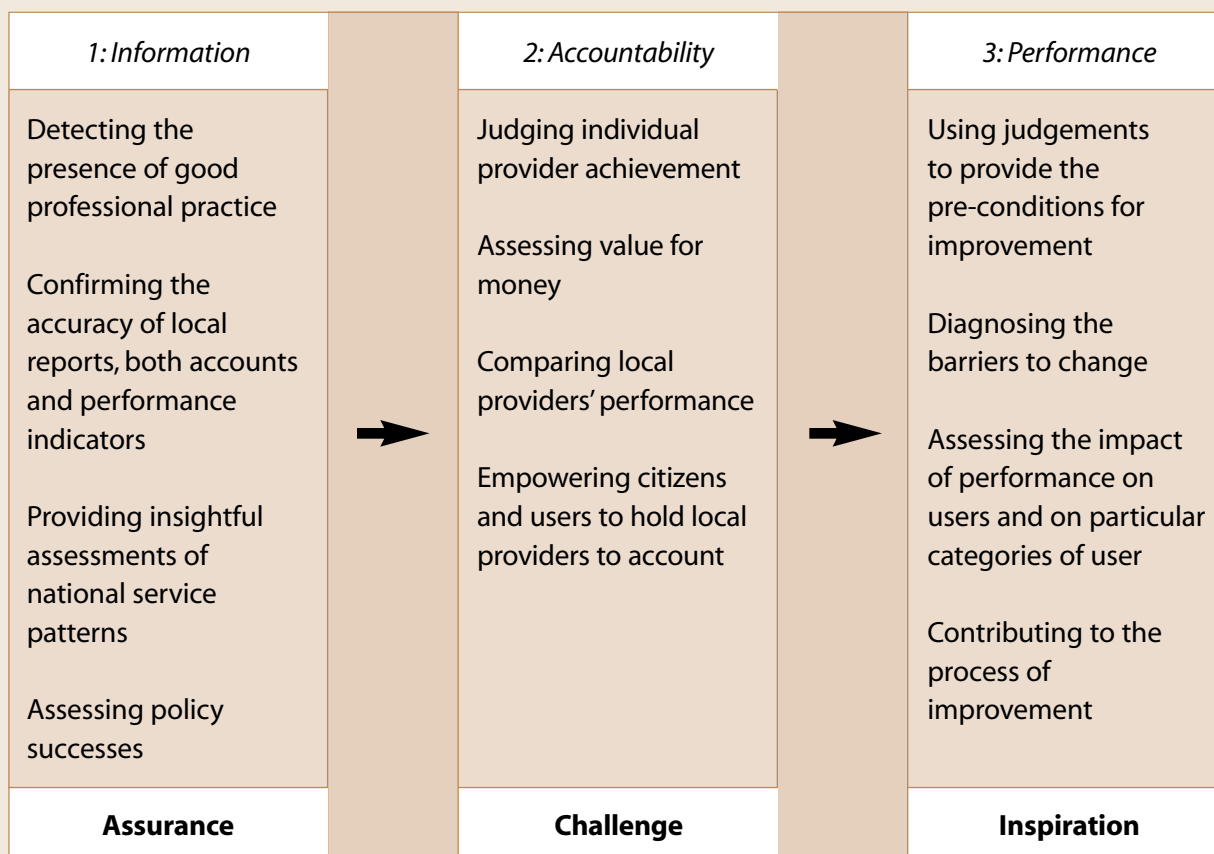 1: Information
Detecting the
presence of good
professional practice
Confirming the
accuracy of local
reports, both accounts
and performance
indicators
Providing insightful
assessments of
national service
patterns
Assessing policy
successes
Assurance
2: Accountability
Judging individual
provider achievement
Assessing value for
money
Comparing local
providers' performance
Empowering citizens
and users to hold local
providers to account
Challenge
3: Performance
Using judgements
to provide the
pre-conditions for
improvement
Diagnosing the
barriers to change
Assessing the impact
of performance on
users and on particular
categories of user
Contributing to the
process of
improvement
Inspiration